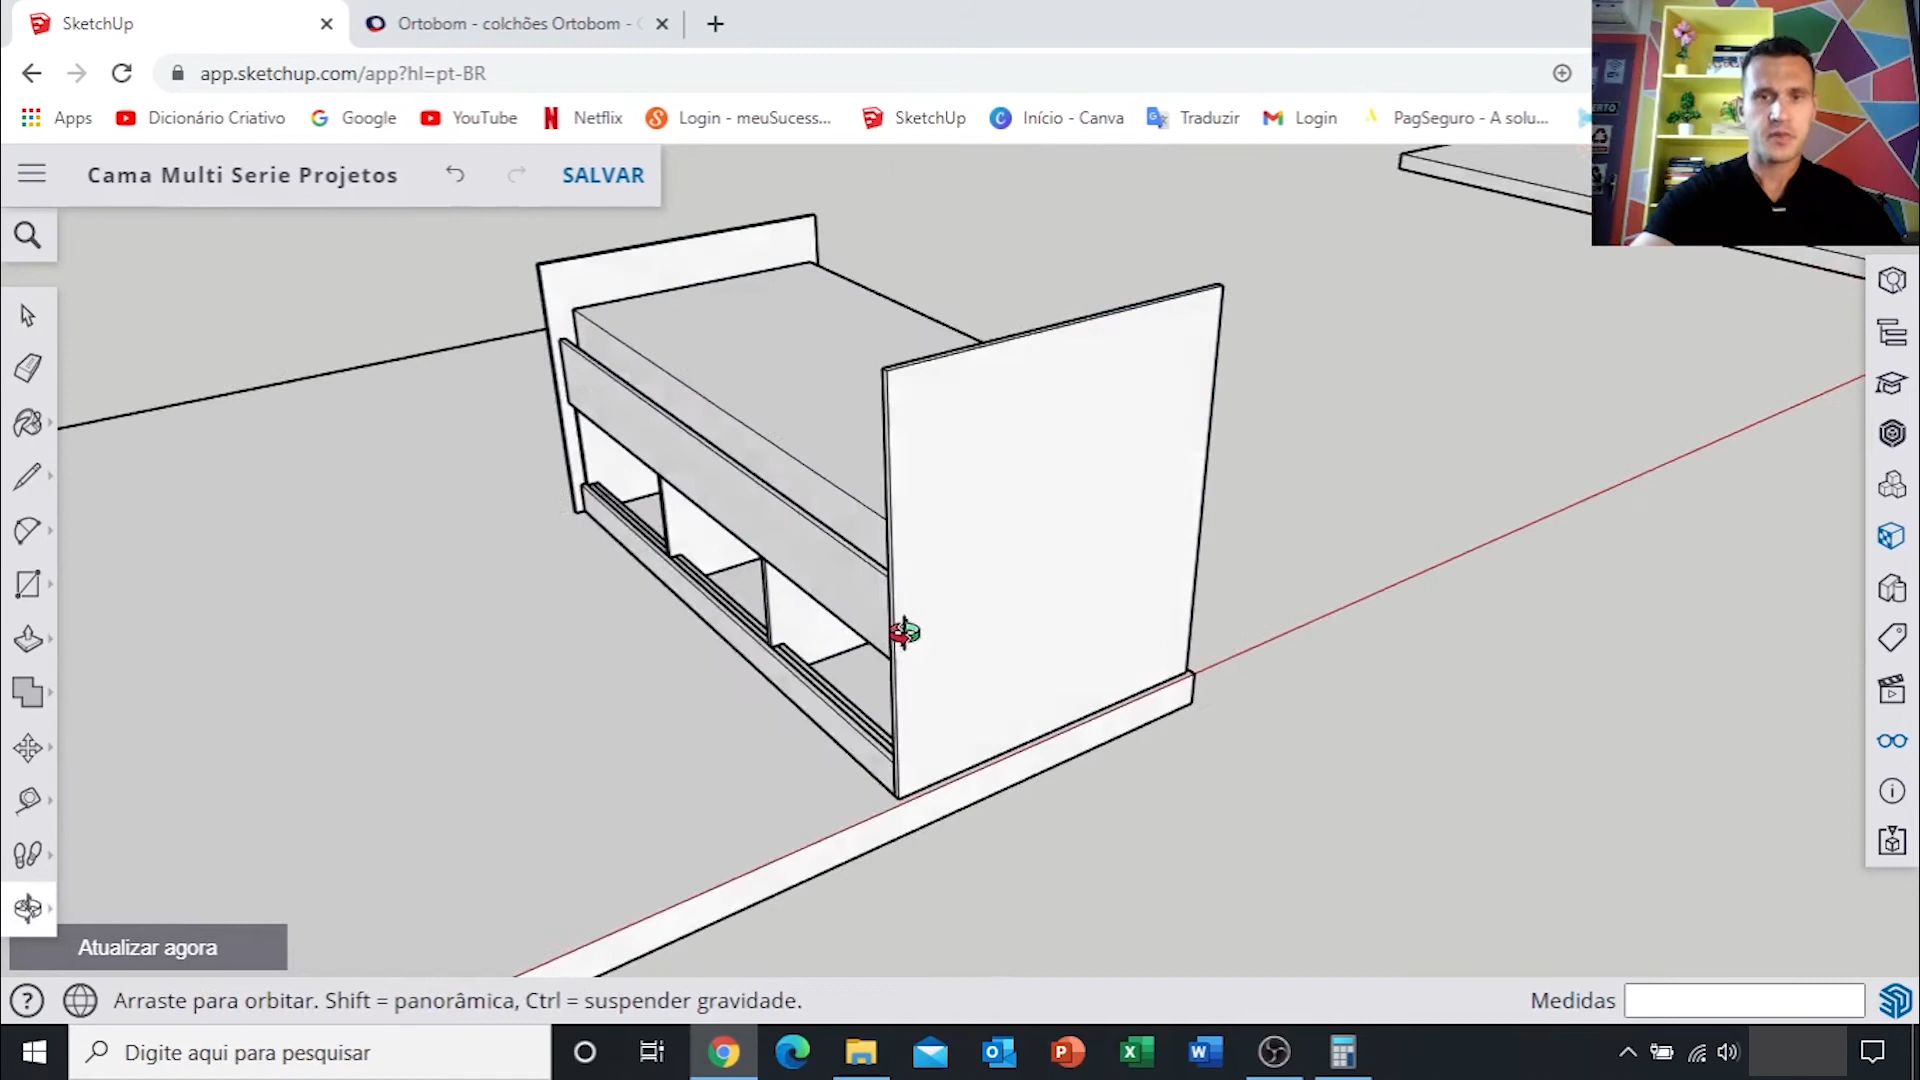 SketchUp
Ortobom - colchões Ortobom -
app.sketchup.com/app?hl=pt-BR
Apps
Dicionário Criativo
Google
YouTube
Netflix
Login - meuSucess...
SketchUp
Início - Canva
Traduzir
Login
PagSeguro - A solu...
Cama Multi Serie Projetos
SALVAR
Atualizar agora
Arraste para orbitar. Shift = panorâmica, Ctrl = suspender gravidade.
Medidas
Digite aqui para pesquisar